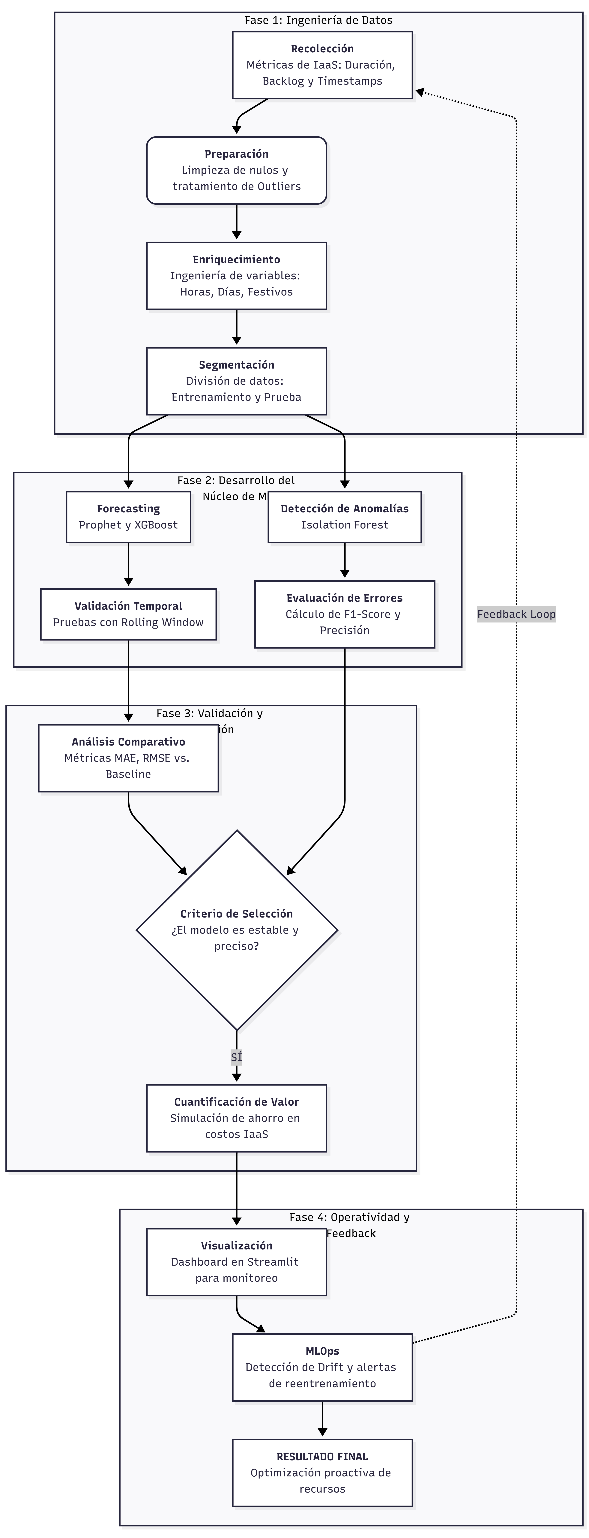 Fase 1: Ingeniería de Datos
Recolección
Métricas de IaaS: Duración,
Backlog y Timestamps
Preparación
Limpieza de nulos y
tratamiento de Outliers
Enriquecimiento
Ingeniería de variables:
Horas, Días, Festivos
Segmentación
División de datos:
Entrenamiento y Prueba
Fase 2: Desarrollo del
Núcleo de M
Forecasting
Prophet y XGBoost
Detección de Anomalías
Isolation Forest
Validación Temporal
Pruebas con Rolling Window
Evaluación de Errores
Cálculo de F1-Score y
Precisión
Feedback Loop
Fase 3: Validación y
ión
Análisis Comparativo
Métricas MAE, RMSE vs.
Baseline
Criterio de Selección
¿El modelo es estable y
preciso?
SÍ
Cuantificación de Valor
Simulación de ahorro en
costos IaaS
Fase 4: Operatividad y
Feedback
Visualización
Dashboard en Streamlit
para monitoreo
MLOps
Detección de Drift y alertas
de reentrenamiento
RESULTADO FINAL
Optimización proactiva de
recursos